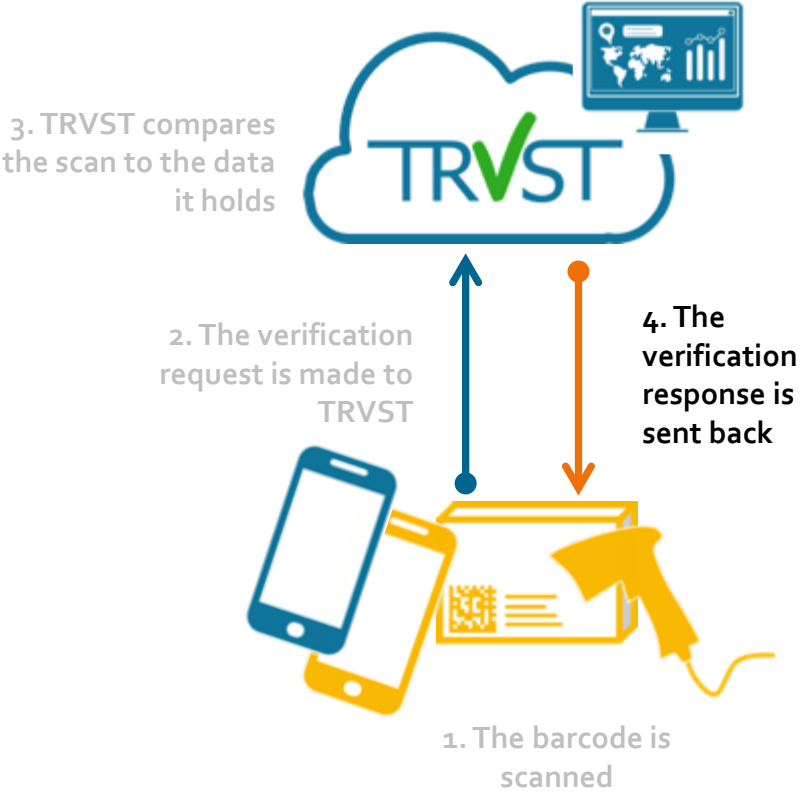 3. TRVST compares
the scan to the data
it holds
TRVST
2. The verification
request is made to
TRVST
4. The
verification
response is
sent back
1. The barcode is
scanned